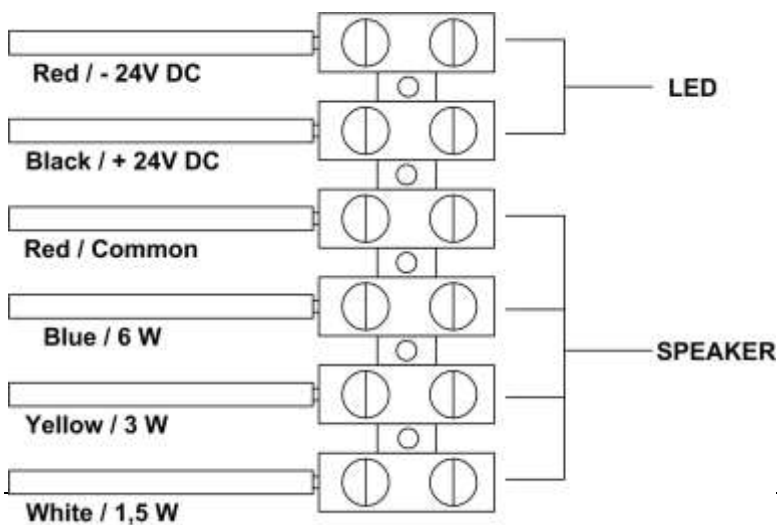 Red / - 24V DC
LED
Black / + 24V DC
Red / Common
Blue / 6 W
SPEAKER
Yellow / 3 W
White / 1,5 W